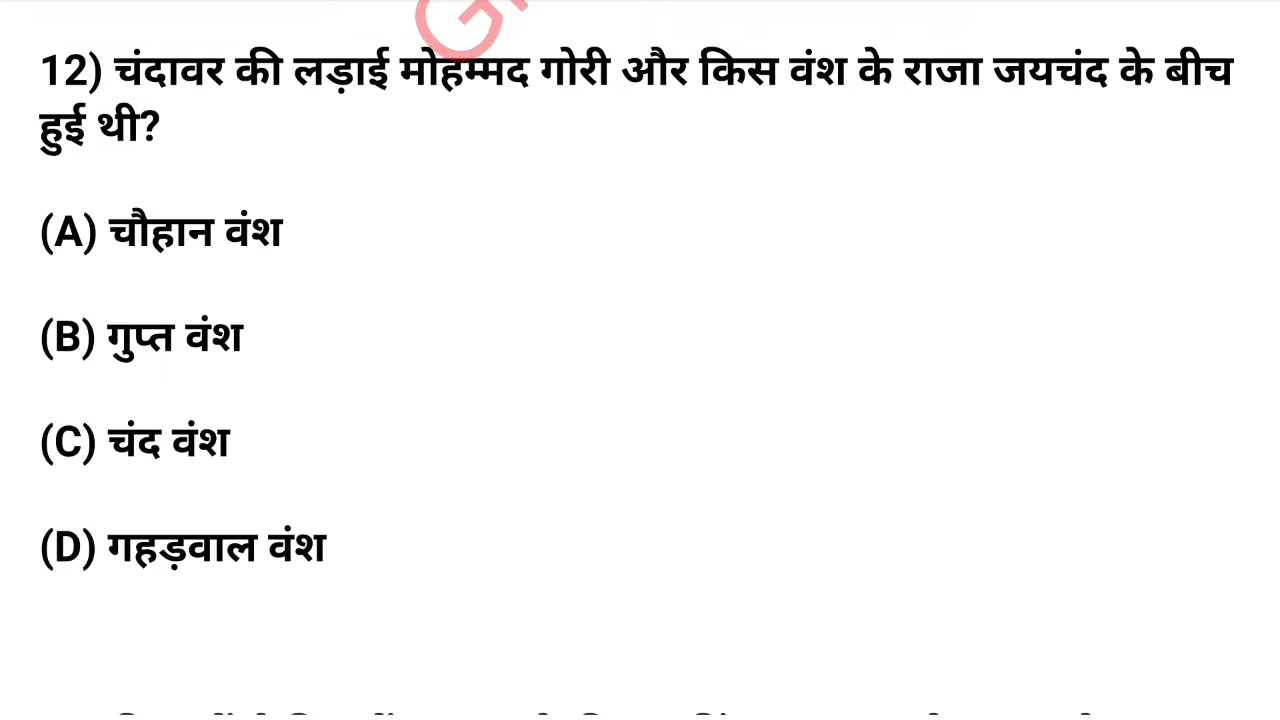 12) चंदावर की लड़ाई मोहम्मद गोरी और किस वंश के राजा जयचंद के बीच
हुई थी?
(A) चौहान वंश
(B) गुप्त वंश
(C) चंद वंश
(D) गहड़वाल वंश